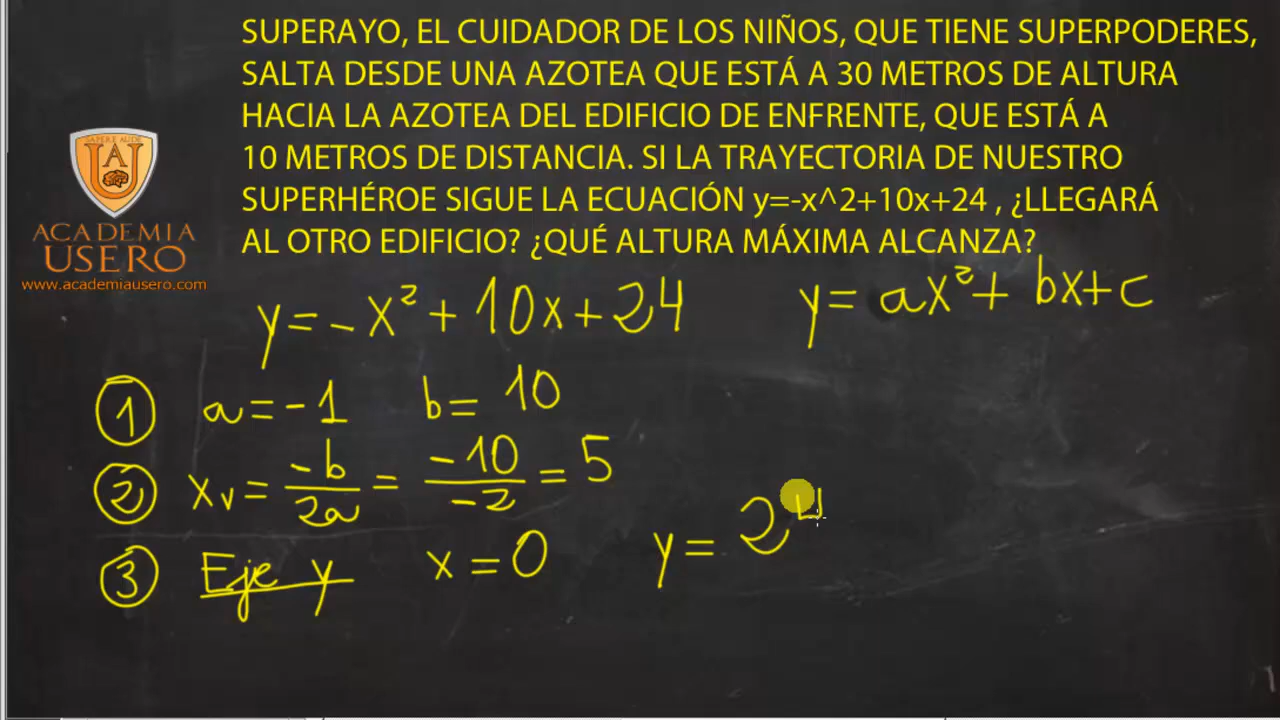 SUPERAYO, EL CUIDADOR DE LOS NIÑOS, QUE TIENE SUPERPODERES,
SALTA DESDE UNA AZOTEA QUE ESTÁ A 30 METROS DE ALTURA
HACIA LA AZOTEA DEL EDIFICIO DE ENFRENTE, QUE ESTÁ A
10 METROS DE DISTANCIA. SI LA TRAYECTORIA DE NUESTRO
SUPERHÉROE SIGUE LA ECUACIÓN y=-x^2+10x+24 , ¿LLEGARÁ
AL OTRO EDIFICIO? ¿QUÉ ALTURA MÁXIMA ALCANZA?
SAPERE AUDE
UAU
ACADEMIA
USERO
www.academiausero.com
y = -x² + 10x + 24 y = ax² + bx + c
① a = -1 b = 10
② xᵥ = -b/2a = -10/-2 = 5
③ Eje y x = 0 y = 24